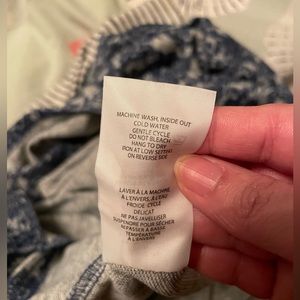 MACHINE WASH, INSIDE OUT
COLD WATER
GENTLE CYCLE
DO NOT BLEACH
HANG TO DRY
IRON AT LOW SETTING
ON REVERSE SIDE
LAVER À LA MACHINE
À L'ENVERS, À L'EAU
FROIDE CYCLE
DÉLICAT
NE PAS JAVELLISER
SUSPENDRE POUR SÉCHER
REPASSER À BASSE
TEMPÉRATURE
À L'ENVERS